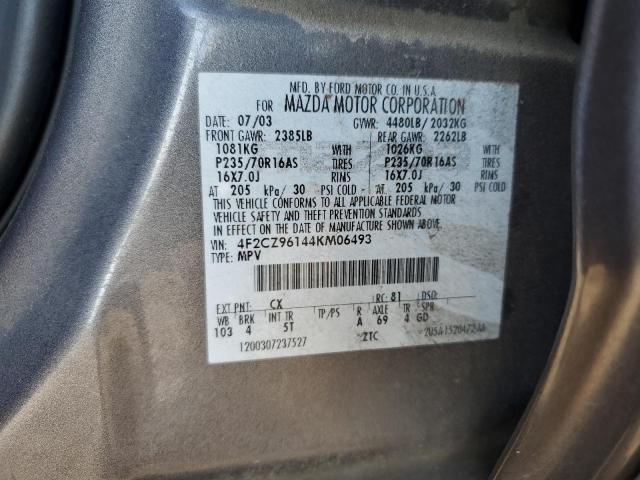 MFD. BY FORD MOTOR CO. IN U.S.A.
FOR MAZDA MOTOR CORPORATION
DATE: 07/03 GVWR: 4480LB/ 2032KG
FRONT GAWR: 2385LB REAR GAWR: 2262LB
1081KG 1026KG
P235/70R16AS TIRES P235/70R16AS
16X7.0J RIMS 16X7.0J
AT 205 kPa/ 30 PSI COLD AT 205 kPa/ 30 PSI COLD
THIS VEHICLE CONFORMS TO ALL APPLICABLE FEDERAL MOTOR
VEHICLE SAFETY AND THEFT PREVENTION STANDARDS
IN EFFECT ON THE DATE OF MANUFACTURE SHOWN ABOVE.
VIN: 4F2CZ96144KM06493
TYPE: MPV
EXT PNT: CX RC: 81 DSO:
WB BRK INT TR TP/PS R AXLE TR SPR
103 4 5T A 69 4 GD
1200307237527 ZTC